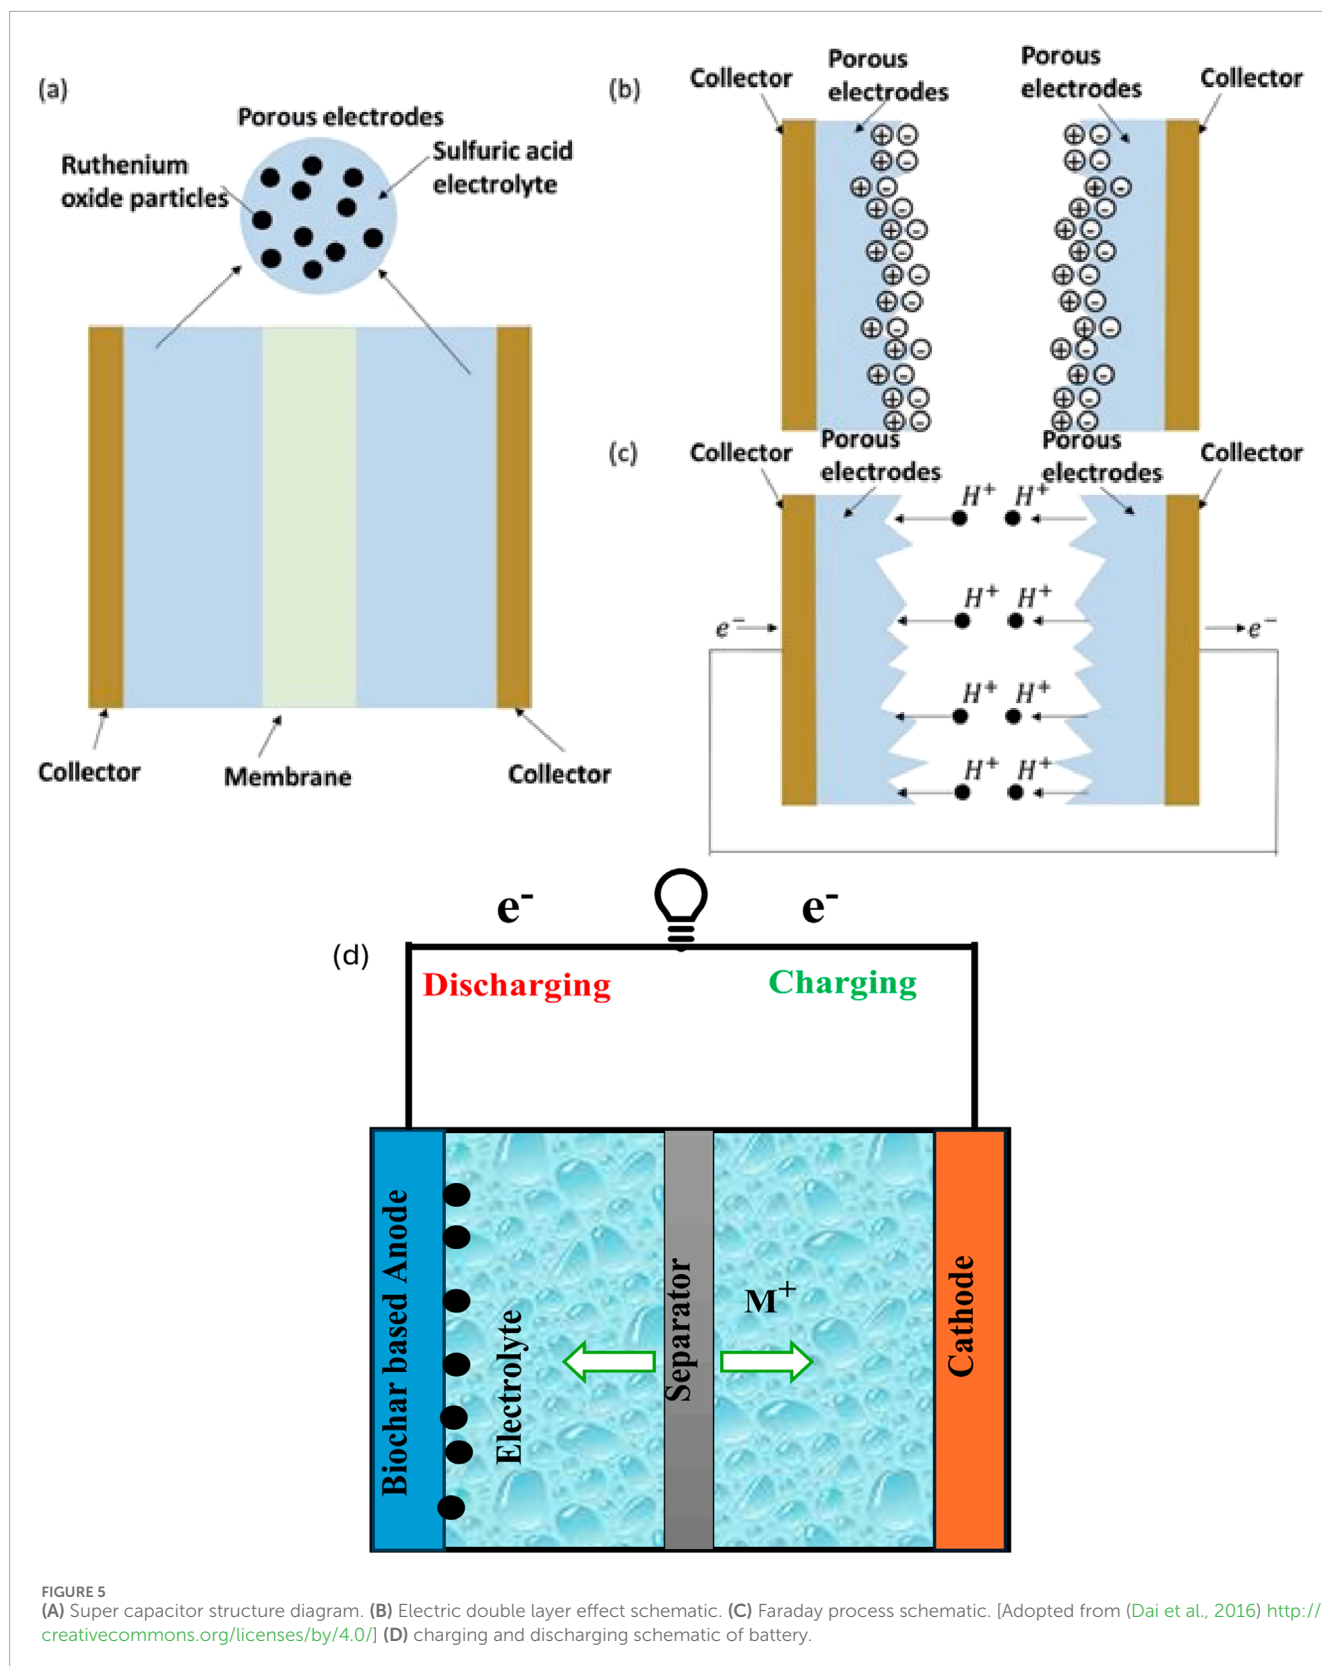 (a)
Porous electrodes
Ruthenium
oxide particles
Sulfuric acid
electrolyte
Collector
Membrane
Collector
(b)
Collector
Porous
electrodes
Porous
electrodes
Collector
+ - + -
+ - + -
+ - + -
+ - + -
+ - + -
+ - + -
+ - + -
+ - + -
+ - + -
+ - + -
+ - + -
+ - + -
+ - + -
(c)
Collector
Porous
electrodes
Porous
electrodes
Collector
H⁺ H⁺
H⁺ H⁺
e⁻ e⁻
H⁺ H⁺
H⁺ H⁺
(d)
e⁻ e⁻
Discharging Charging
Biochar based Anode
Electrolyte
Separator
M⁺
Cathode
FIGURE 5
(A) Super capacitor structure diagram. (B) Electric double layer effect schematic. (C) Faraday process schematic. [Adopted from (Dai et al., 2016) http://
creativecommons.org/licenses/by/4.0/] (D) charging and discharging schematic of battery.